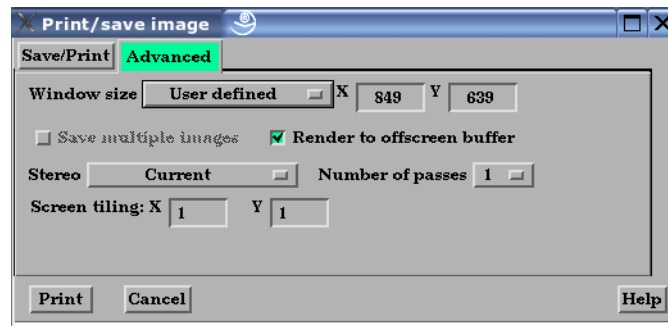 Print/save image
Save/Print Advanced
Window size User defined X 849 Y 639
Save multiple images Render to offscreen buffer
Stereo Current Number of passes 1
Screen tiling: X 1 Y 1
Print Cancel Help